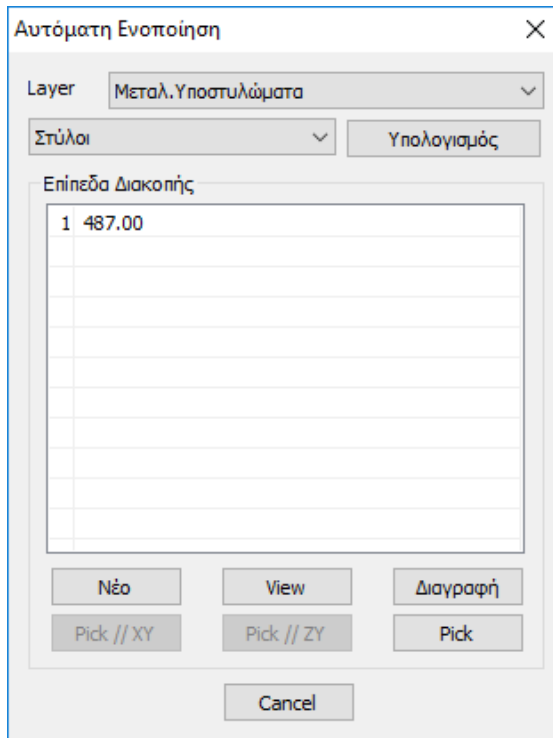 Αυτόματη Ενοποίηση
Layer Μεταλ.Υποστυλώματα
Στύλοι Υπολογισμός
Επίπεδα Διακοπής
1 487.00
Νέο View Διαγραφή
Pick // XY Pick // ZY Pick
Cancel